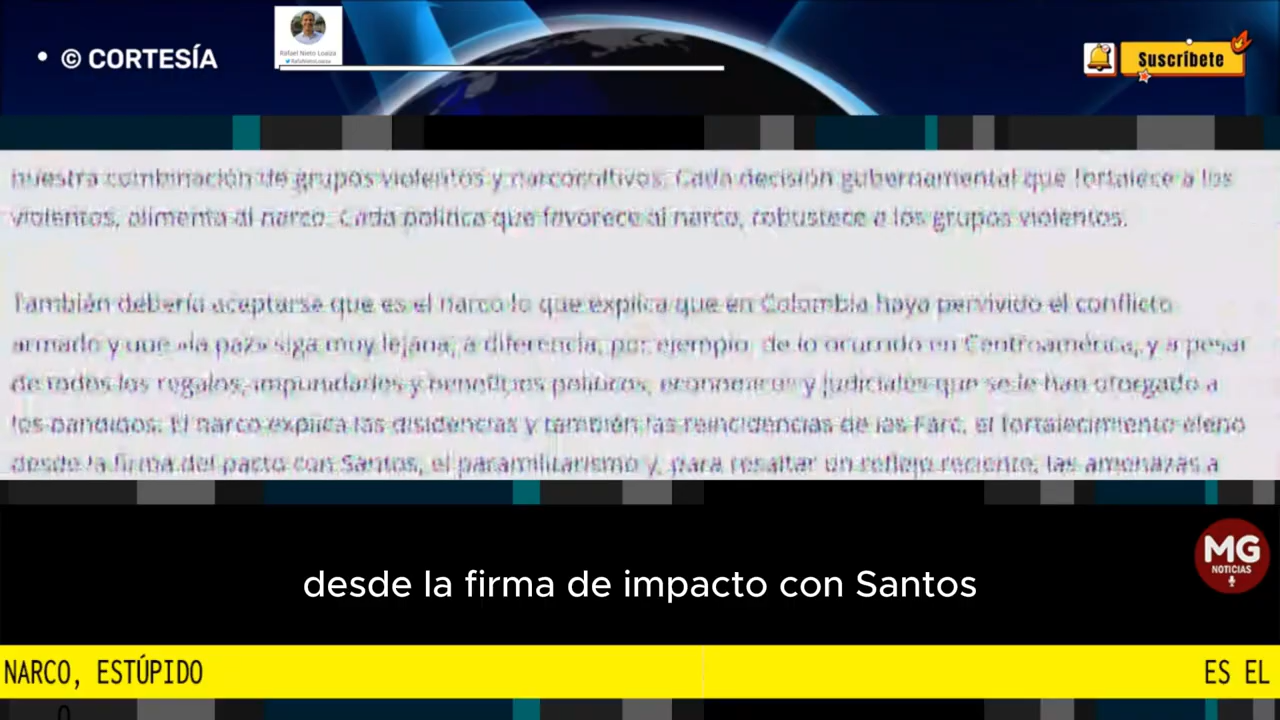 • © CORTESÍA
Rafael Nieto Loaiza
Suscríbete
nuestra combinación de grupos violentos y narcocultivos. Cada decisión gubernamental que fortalece a los
violentos, alimenta al narco. Cada política que favorece al narco, robustece a los grupos violentos.
También debería aceptarse que es el narco lo que explica que en Colombia haya pervivido el conflicto
armado y que «la paz» siga muy lejana, a diferencia, por ejemplo, de lo ocurrido en Centroamérica, y a pesar
de todos los regalos, impunidades y beneficios políticos, económicos y judiciales que se le han otorgado a
los bandidos. El narco explica las disidencias y también las reincidencias de las Farc, el fortalecimiento eleno
desde la firma del pacto con Santos, el paramilitarismo y, para resaltar un reflejo reciente, las amenazas a
MG
NOTICIAS
desde la firma de impacto con Santos
NARCO, ESTÚPIDO
ES EL